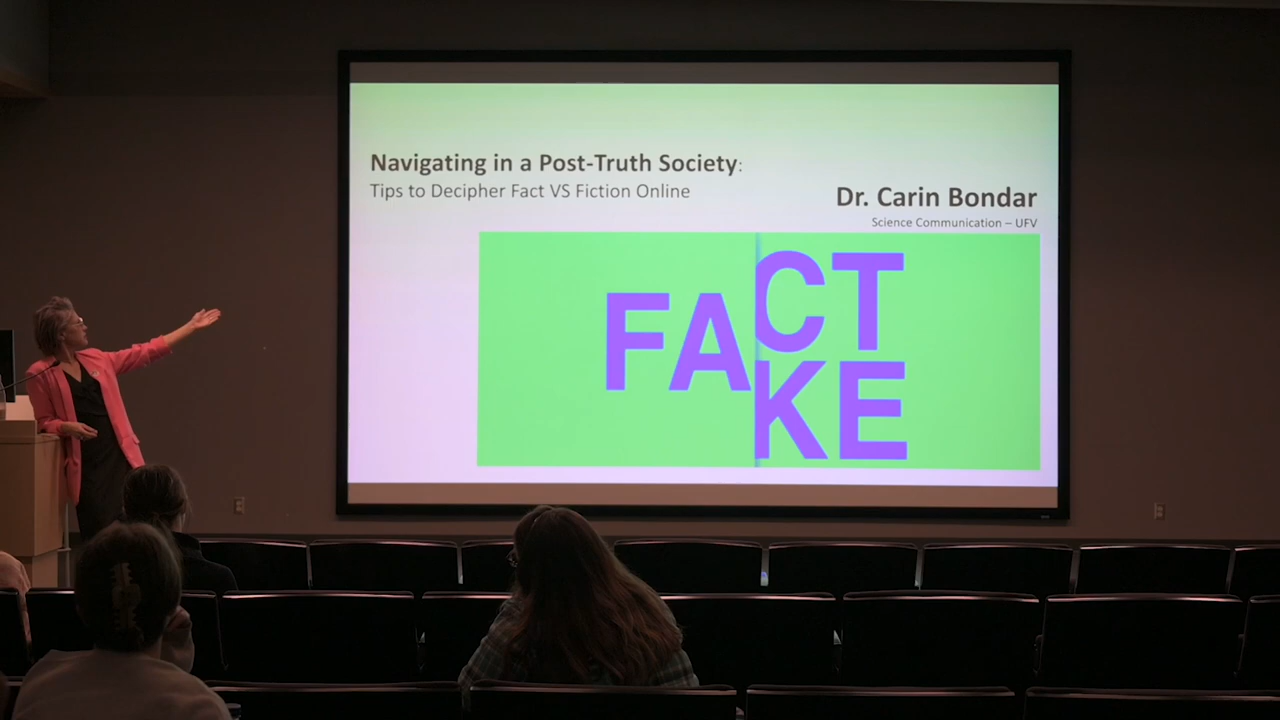 Navigating in a Post-Truth Society:
Tips to Decipher Fact VS Fiction Online
Dr. Carin Bondar
Science Communication – UFV
FACT
KE